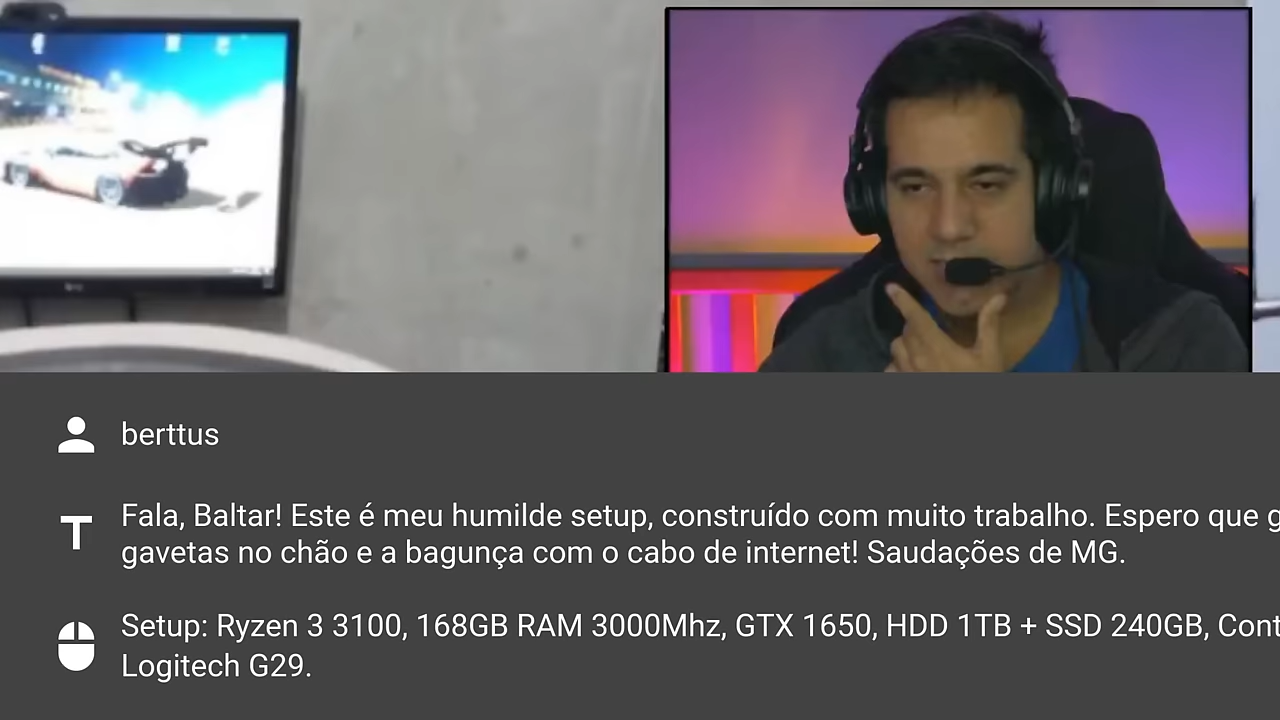 berttus
Fala, Baltar! Este é meu humilde setup, construído com muito trabalho. Espero que g
gavetas no chão e a bagunça com o cabo de internet! Saudações de MG.
Setup: Ryzen 3 3100, 168GB RAM 3000Mhz, GTX 1650, HDD 1TB + SSD 240GB, Cont
Logitech G29.